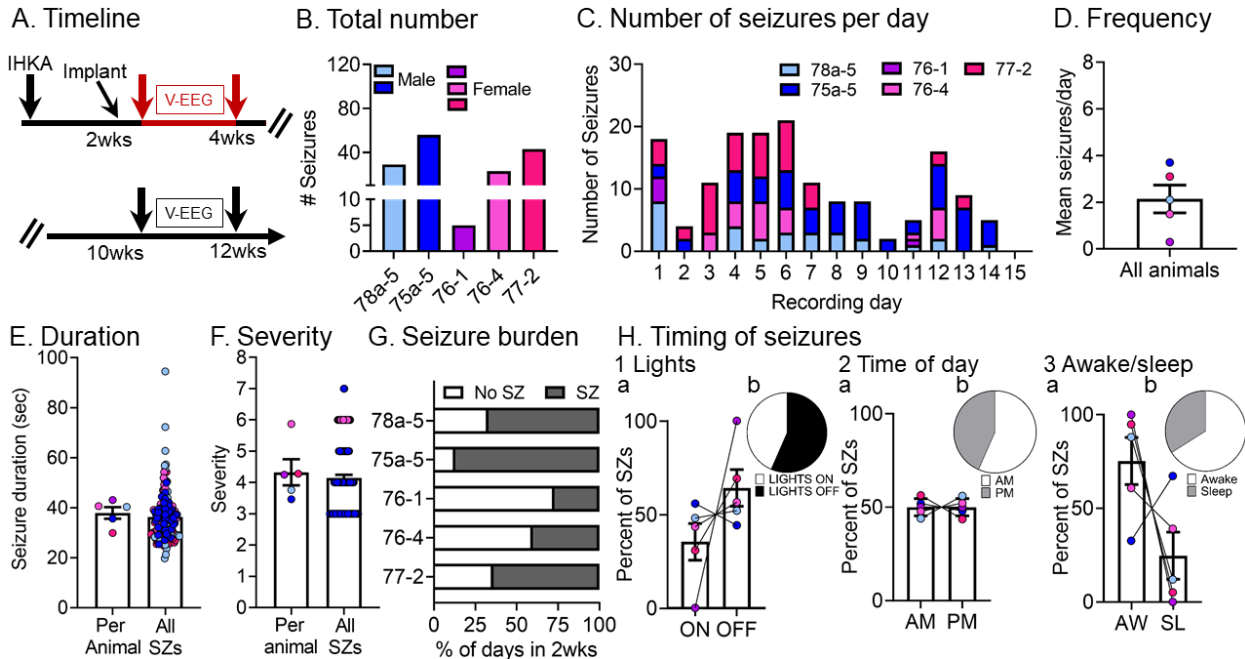 A. Timeline
IHKA
Implant
V-EEG
2wks
4wks
V-EEG
10wks
12wks
B. Total number
# Seizures
120
80
40
10
5
0
Male
Female
78a-5
75a-5
76-1
76-4
77-2
C. Number of seizures per day
Number of Seizures
30
20
10
0
78a-5
76-1
77-2
75a-5
76-4
1 2 3 4 5 6 7 8 9 10 11 12 13 14 15
Recording day
D. Frequency
Mean seizures/day
8
6
4
2
0
All animals
E. Duration
Seizure duration (sec)
100
80
60
40
20
0
Per Animal
All SZs
F. Severity
Severity
8
7
6
5
4
3
2
1
0
Per animal
All SZs
G. Seizure burden
No SZ
SZ
78a-5
75a-5
76-1
76-4
77-2
0 25 50 75 100
% of days in 2wks
H. Timing of seizures
1 Lights
a
b
Percent of SZs
100
50
0
LIGHTS ON
LIGHTS OFF
ON OFF
2 Time of day
a
b
Percent of SZs
100
50
0
AM
PM
AM PM
3 Awake/sleep
a
b
Percent of SZs
100
50
0
Awake
Sleep
AW SL